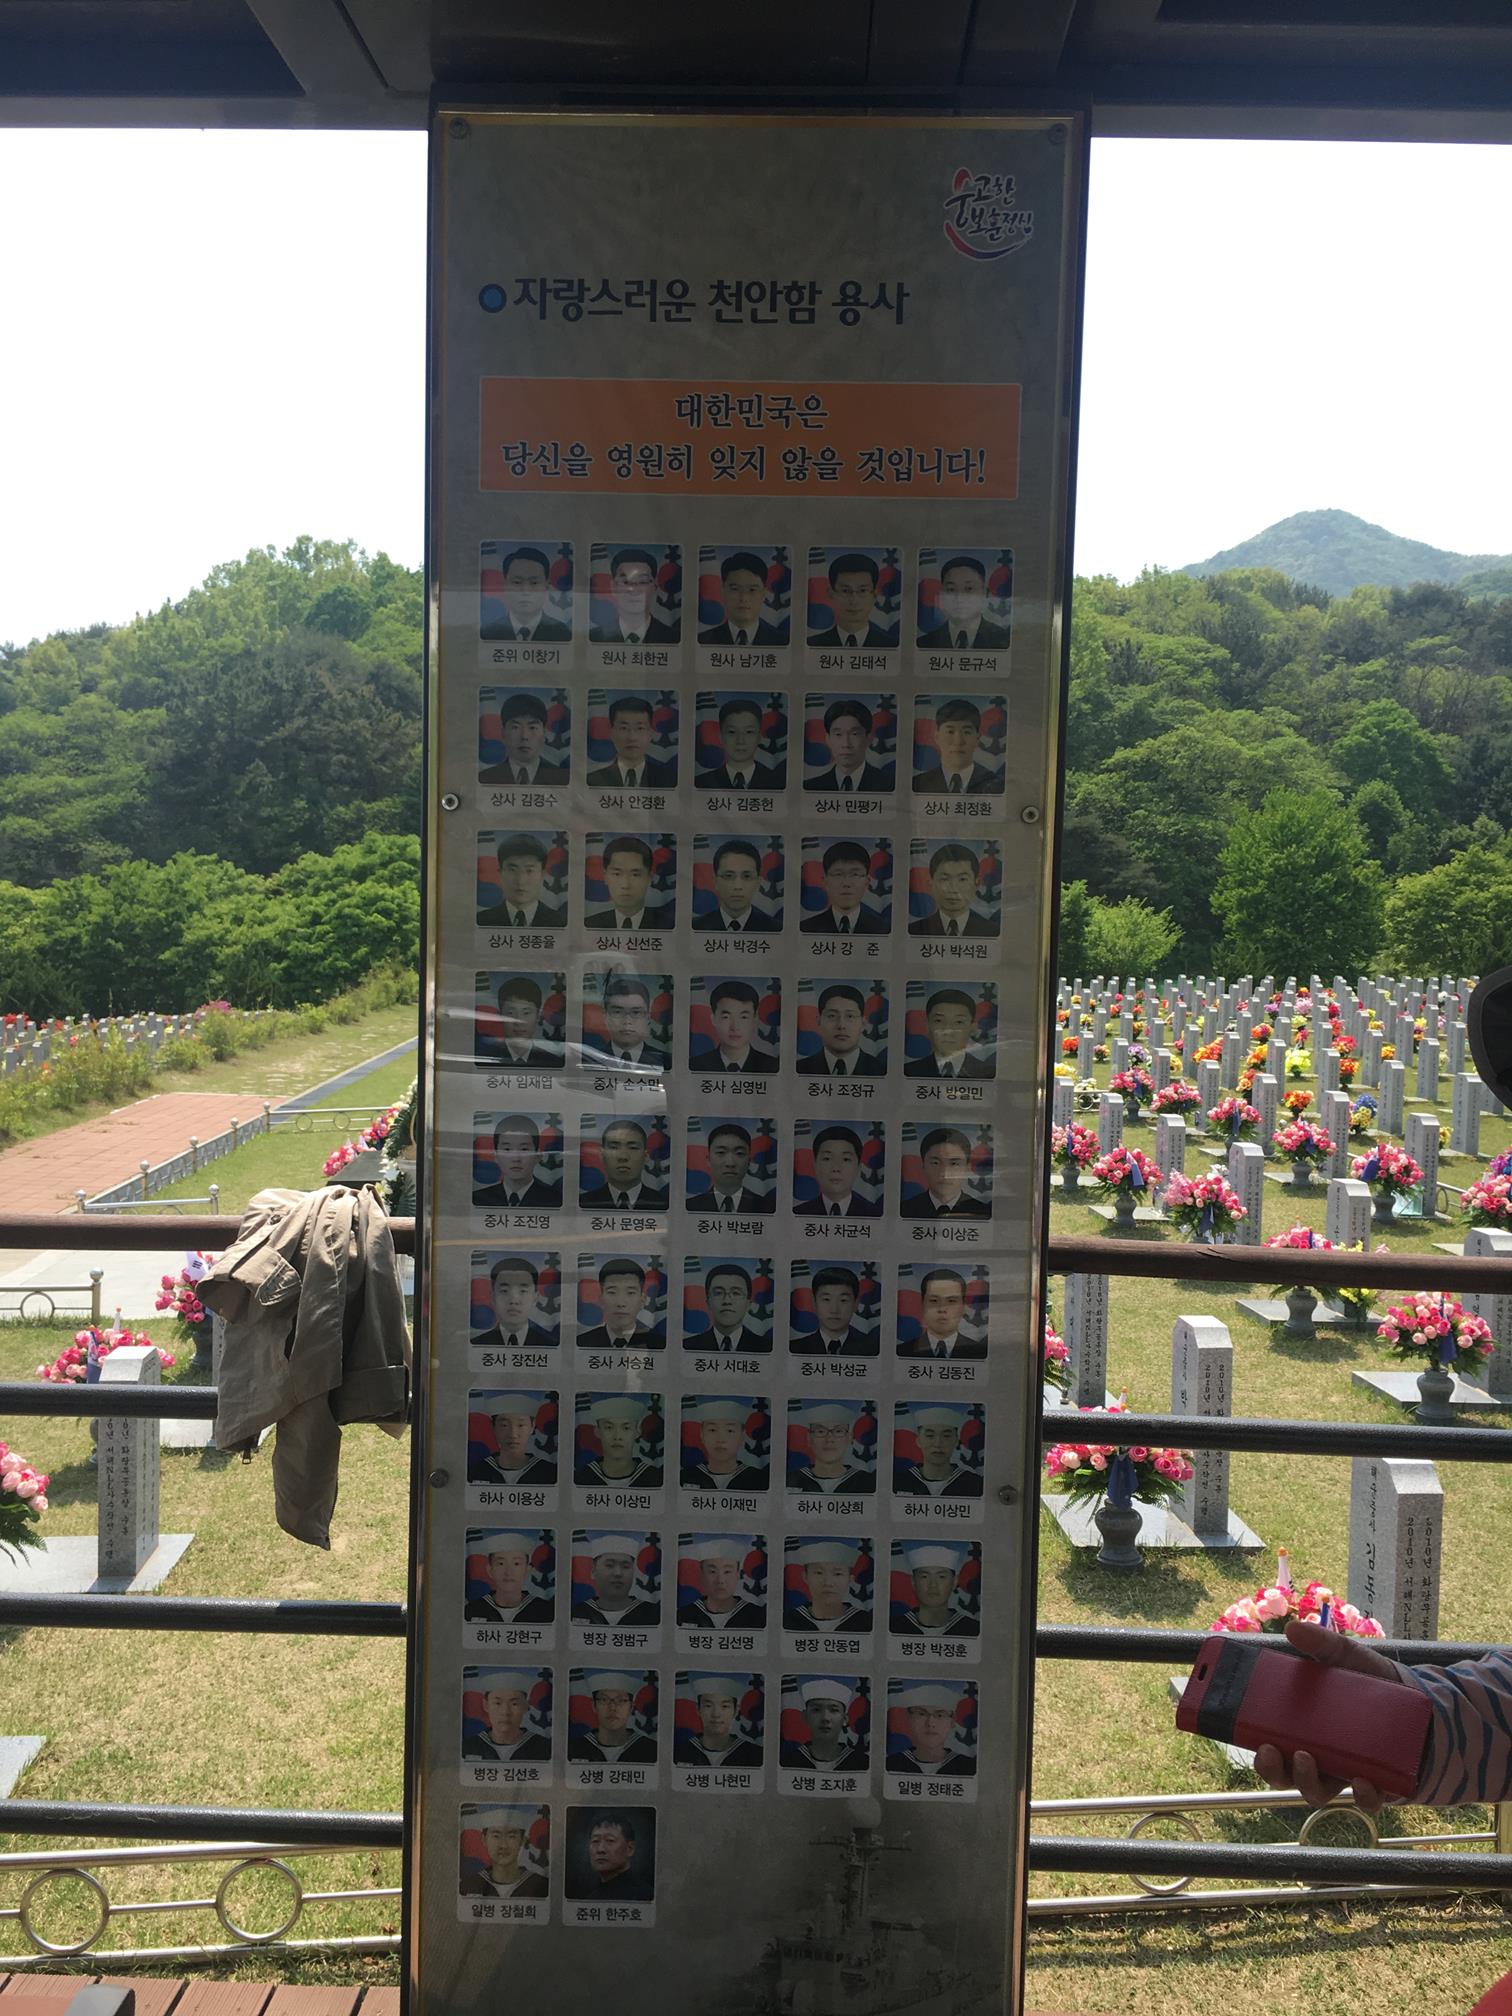 숭고한
보훈정신
자랑스러운 천안함 용사
대한민국은
당신을 영원히 잊지 않을 것입니다!
준위 이창기 원사 최한권 원사 남기훈 원사 김태석 원사 문규석
상사 김경수 상사 안경환 상사 김종헌 상사 민평기 상사 최정환
상사 정종율 상사 신선준 상사 박경수 상사 강 준 상사 박석원
중사 임재엽 중사 손수민 중사 심영빈 중사 조정규 중사 방일민
중사 조진영 중사 문영욱 중사 박보람 중사 차균석 중사 이상준
중사 장진선 중사 서승원 중사 서대호 중사 박성균 중사 김동진
하사 이용상 하사 이상민 하사 이재민 하사 이상희 하사 이상민
하사 강현구 병장 정범구 병장 김선명 병장 안동엽 병장 박정훈
병장 김선호 상병 강태민 상병 나현민 상병 조지훈 일병 정태준
일병 장철희 준위 한주호